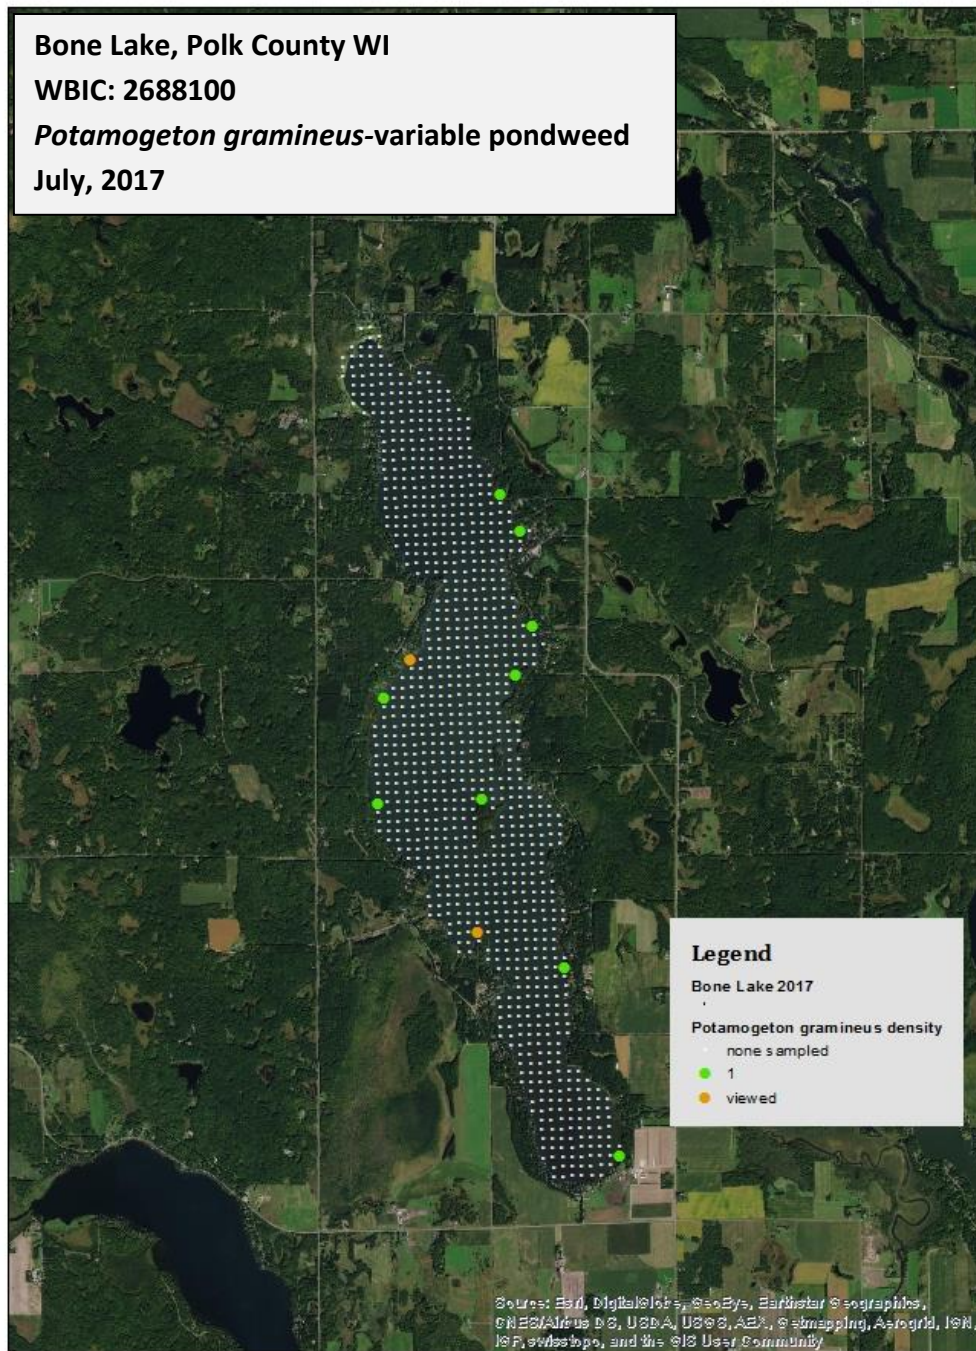 Bone Lake, Polk County WI
WBIC: 2688100
Potamogeton gramineus-variable pondweed
July, 2017
Legend
Bone Lake 2017
Potamogeton gramineus density
none sampled
1
viewed
Source: Esri, DigitalGlobe, GeoEye, Earthstar Geographics,
CNES/Airbus DS, USDA, USGS, AEX, Getmapping, Aerogrid, IGN,
IGP, swisstopo, and the GIS User Community